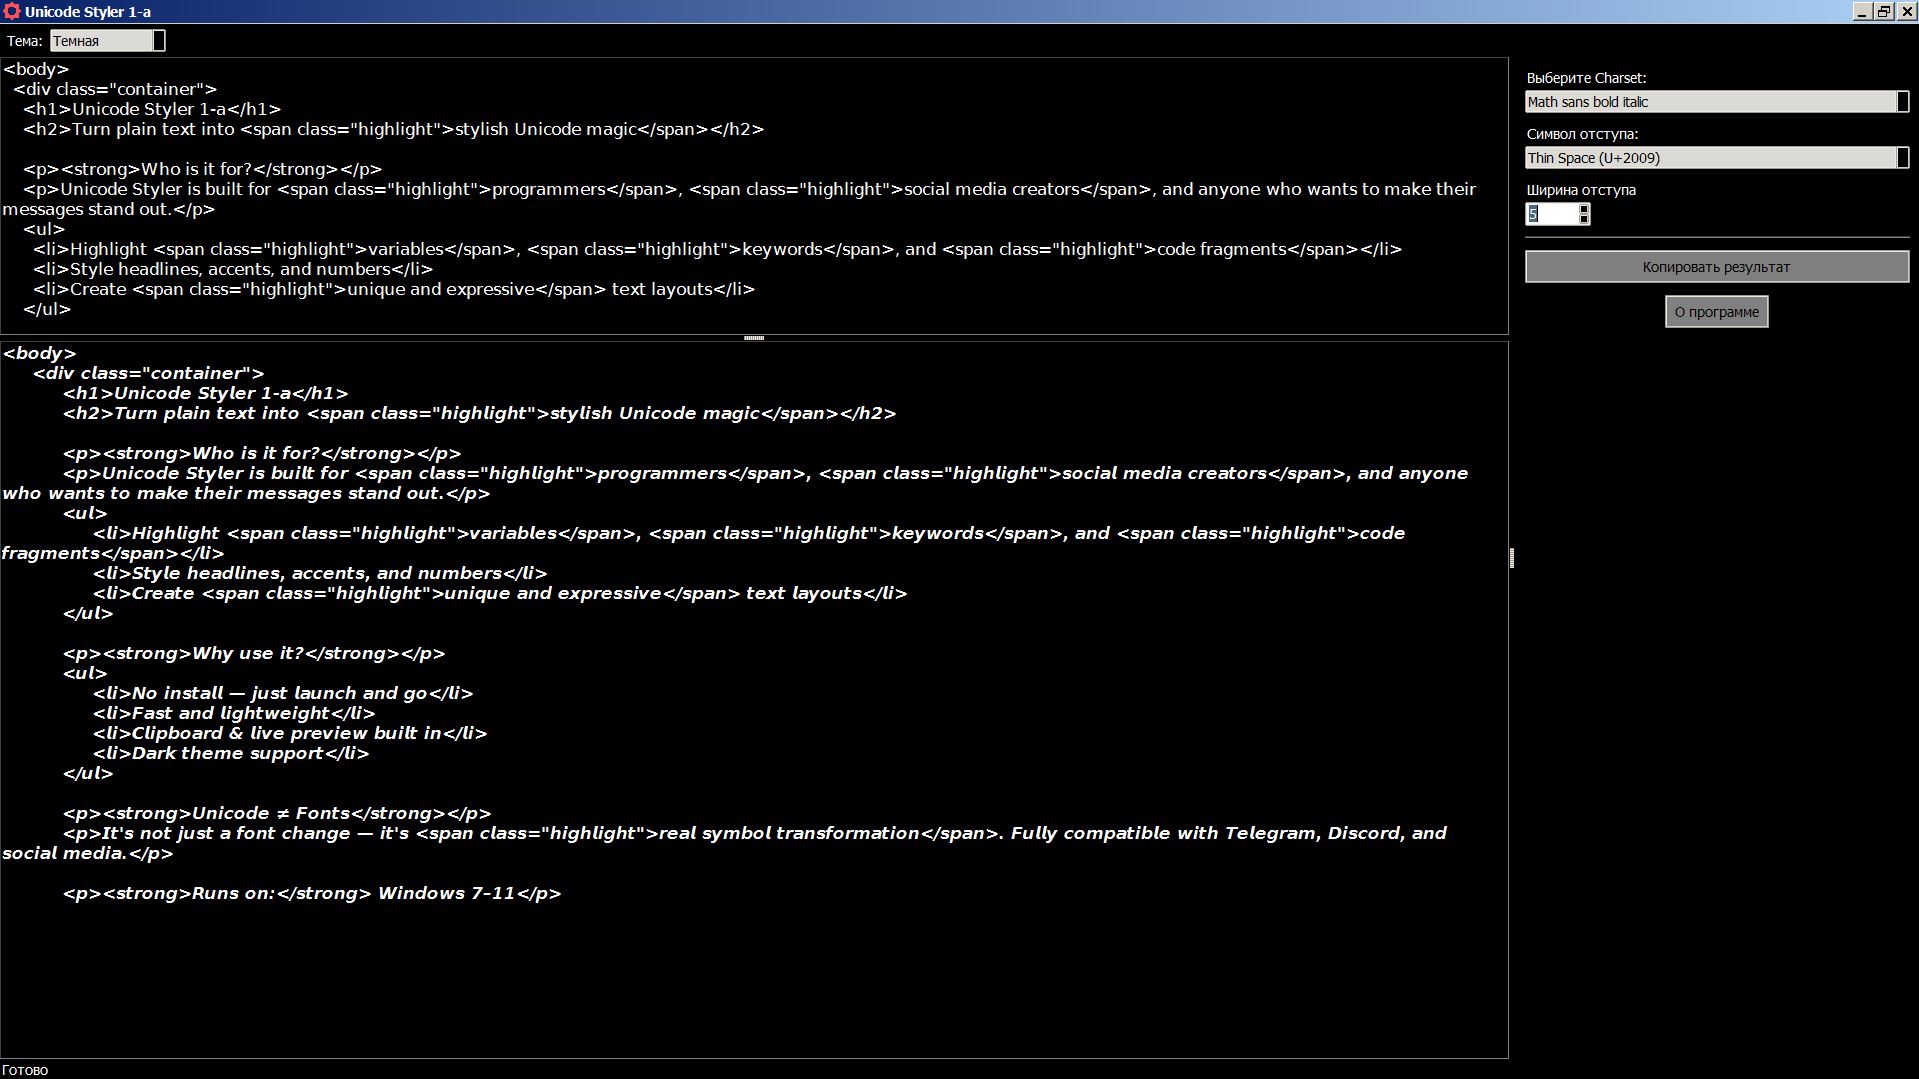 Unicode Styler 1-a
Тема: Темная
<body>
<div class="container">
<h1>Unicode Styler 1-a</h1>
<h2>Turn plain text into <span class="highlight">stylish Unicode magic</span></h2>
<p><strong>Who is it for?</strong></p>
<p>Unicode Styler is built for <span class="highlight">programmers</span>, <span class="highlight">social media creators</span>, and anyone who wants to make their
messages stand out.</p>
<ul>
<li>Highlight <span class="highlight">variables</span>, <span class="highlight">keywords</span>, and <span class="highlight">code fragments</span></li>
<li>Style headlines, accents, and numbers</li>
<li>Create <span class="highlight">unique and expressive</span> text layouts</li>
</ul>
<body>
<div class="container">
<h1>Unicode Styler 1-a</h1>
<h2>Turn plain text into <span class="highlight">stylish Unicode magic</span></h2>
<p><strong>Who is it for?</strong></p>
<p>Unicode Styler is built for <span class="highlight">programmers</span>, <span class="highlight">social media creators</span>, and anyone
who wants to make their messages stand out.</p>
<ul>
<li>Highlight <span class="highlight">variables</span>, <span class="highlight">keywords</span>, and <span class="highlight">code
fragments</span></li>
<li>Style headlines, accents, and numbers</li>
<li>Create <span class="highlight">unique and expressive</span> text layouts</li>
</ul>
<p><strong>Why use it?</strong></p>
<ul>
<li>No install — just launch and go</li>
<li>Fast and lightweight</li>
<li>Clipboard & live preview built in</li>
<li>Dark theme support</li>
</ul>
<p><strong>Unicode ≠ Fonts</strong></p>
<p>It's not just a font change — it's <span class="highlight">real symbol transformation</span>. Fully compatible with Telegram, Discord, and
social media.</p>
<p><strong>Runs on:</strong> Windows 7–11</p>
Выберите Charset:
Math sans bold italic
Символ отступа:
Thin Space (U+2009)
Ширина отступа
5
Копировать результат
О программе
Готово